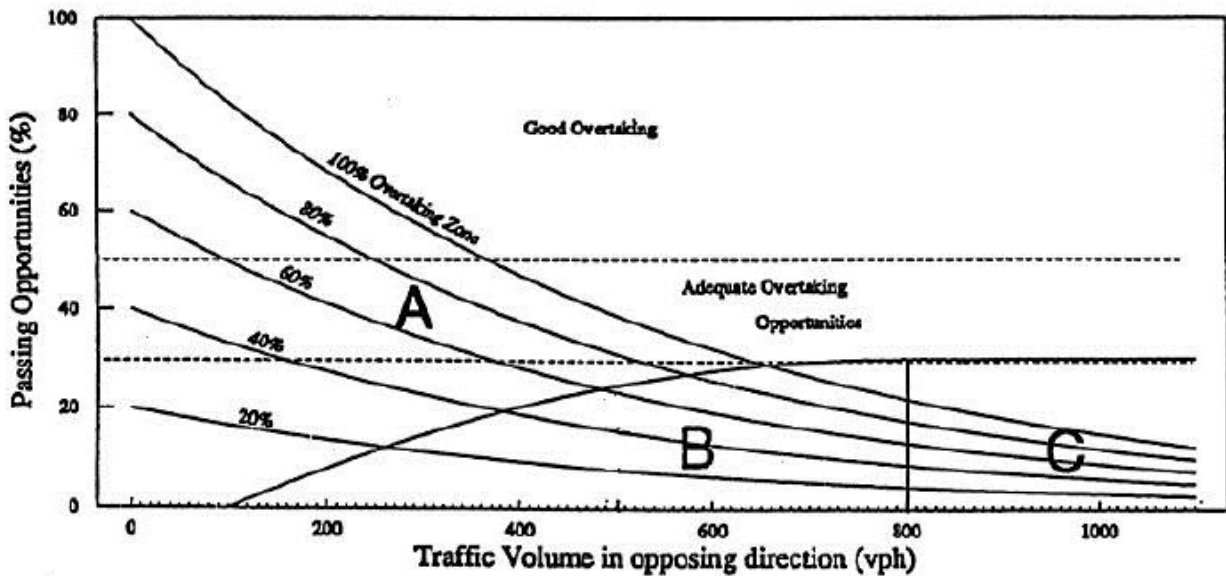 100
80
60
40
20
0
Passing Opportunities (%)
Good Overtaking
100% Overtaking Zone
80%
60%
40%
20%
A
Adequate Overtaking
Opportunities
B
C
0
200
400
600
800
1000
Traffic Volume in opposing direction (vph)